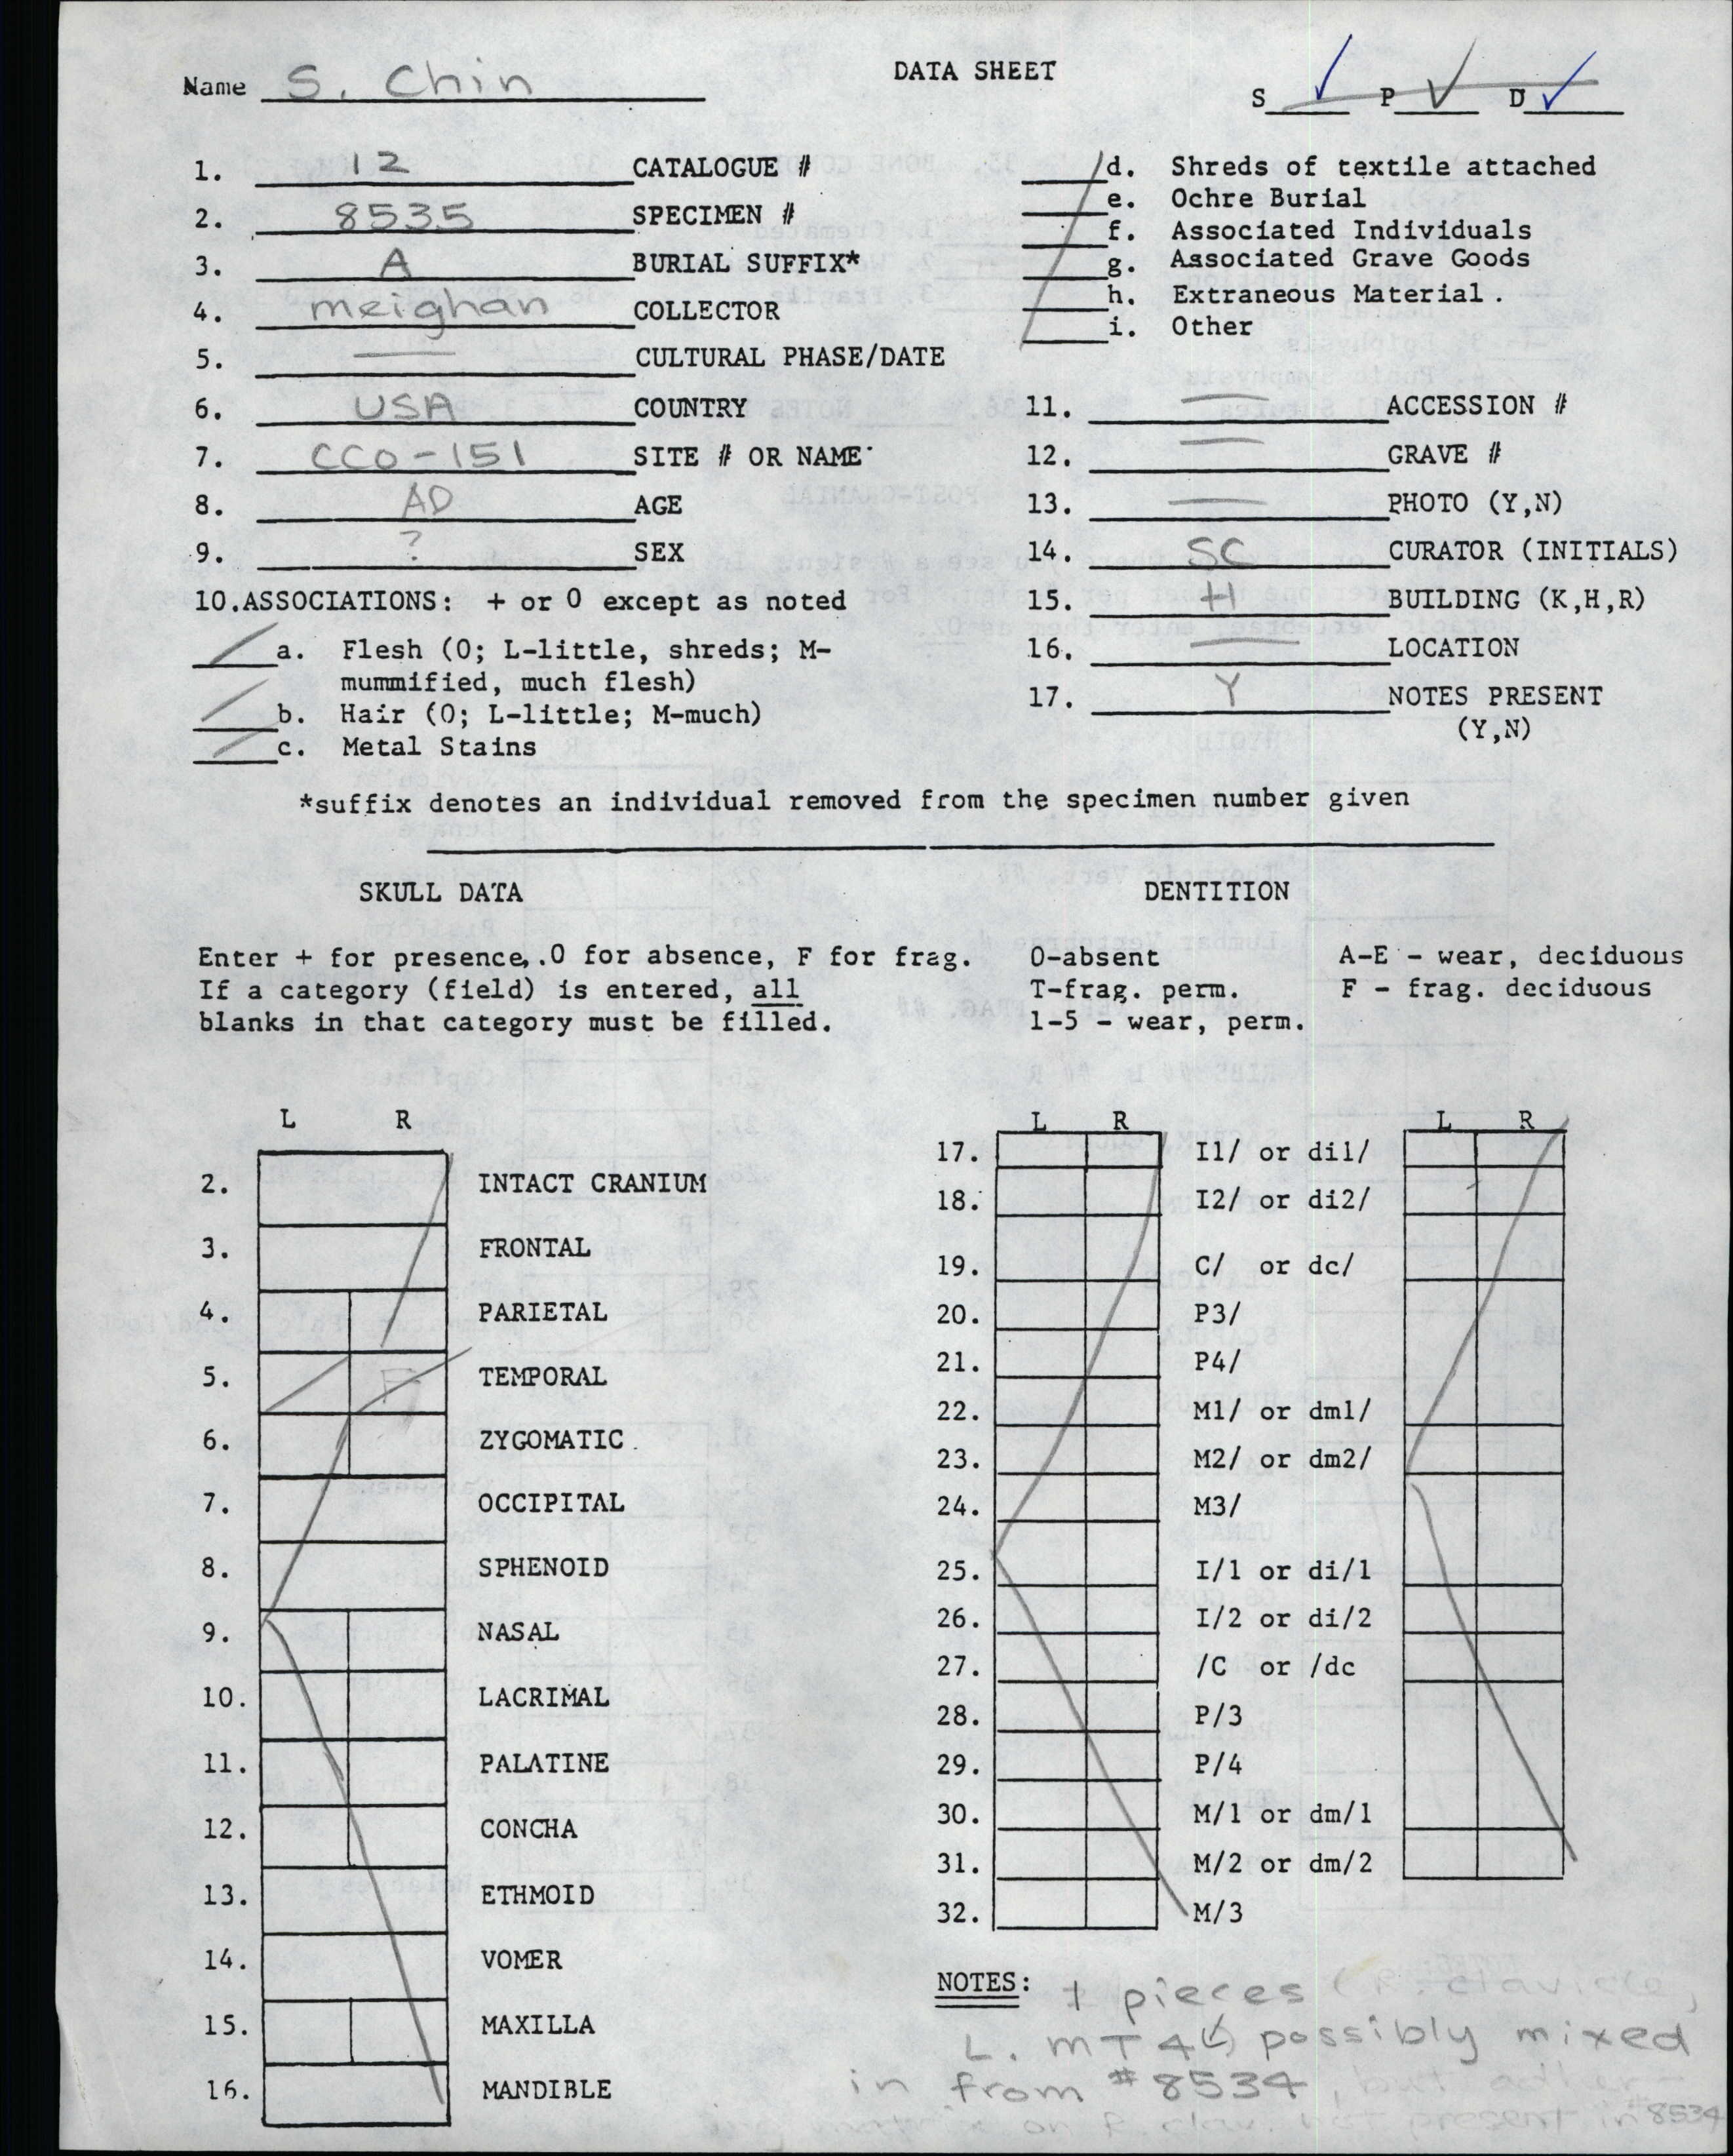 DATA SHEET
Name S. Chin
S ✓ P ✓ D ✓
1. 12 CATALOGUE #
2. 8535 SPECIMEN #
3. A BURIAL SUFFIX*
4. meighan COLLECTOR
5. — CULTURAL PHASE/DATE
6. USA COUNTRY
7. CCO-151 SITE # OR NAME
8. AD AGE
9. ? SEX
10. ASSOCIATIONS: + or 0 except as noted
a. Flesh (0; L-little, shreds; M-
mummified, much flesh)
b. Hair (0; L-little; M-much)
c. Metal Stains
d. Shreds of textile attached
e. Ochre Burial
f. Associated Individuals
g. Associated Grave Goods
h. Extraneous Material.
i. Other
11. — ACCESSION #
12. — GRAVE #
13. — PHOTO (Y,N)
14. SC CURATOR (INITIALS)
15. H BUILDING (K,H,R)
16. — LOCATION
17. Y NOTES PRESENT
(Y,N)
*suffix denotes an individual removed from the specimen number given
SKULL DATA
Enter + for presence, 0 for absence, F for frag.
If a category (field) is entered, all
blanks in that category must be filled.
L R
2. INTACT CRANIUM
3. FRONTAL
4. PARIETAL
5. F TEMPORAL
6. ZYGOMATIC
7. OCCIPITAL
8. SPHENOID
9. NASAL
10. LACRIMAL
11. PALATINE
12. CONCHA
13. ETHMOID
14. VOMER
15. MAXILLA
16. MANDIBLE
DENTITION
0-absent A-E - wear, deciduous
T-frag. perm. F - frag. deciduous
1-5 - wear, perm.
L R L R
17. I1/ or di1/
18. I2/ or di2/
19. C/ or dc/
20. P3/
21. P4/
22. M1/ or dm1/
23. M2/ or dm2/
24. M3/
25. I/1 or di/1
26. I/2 or di/2
27. /C or /dc
28. P/3
29. P/4
30. M/1 or dm/1
31. M/2 or dm/2
32. M/3
NOTES: + pieces (R. clavicle,
L. MT4) possibly mixed
in from #8534, but
on R. clav. not present in #8534